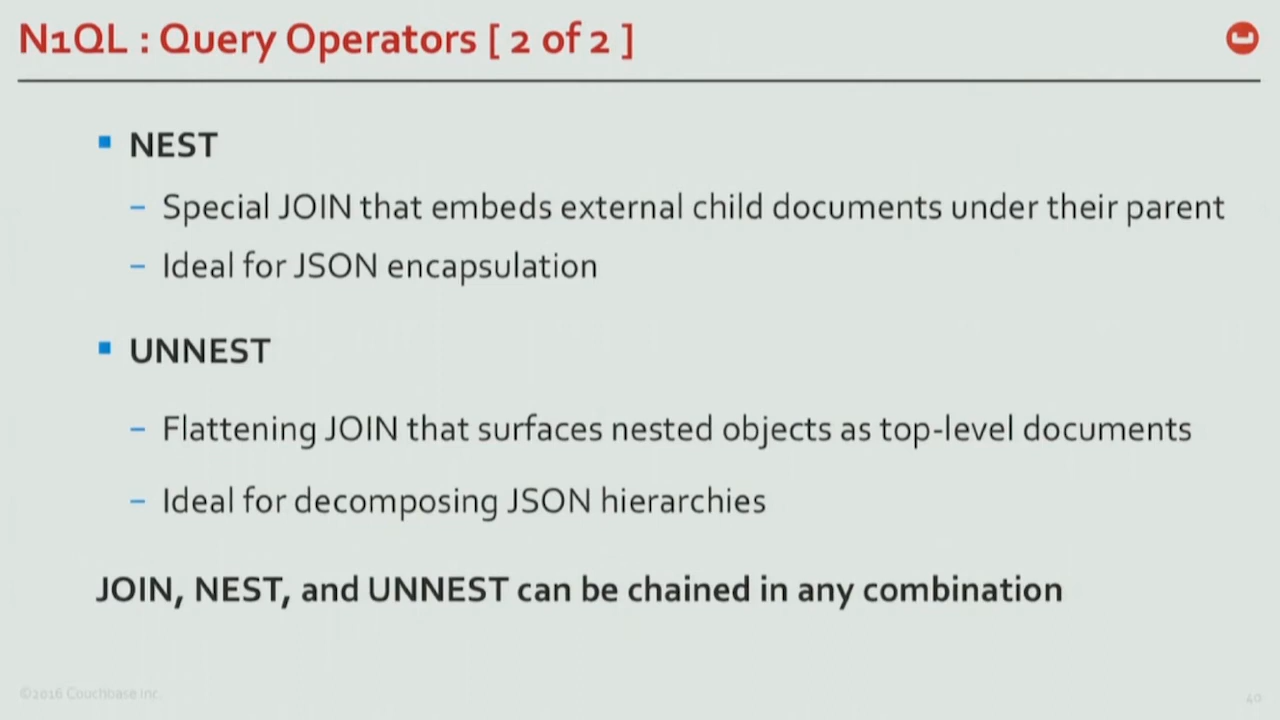 N1QL : Query Operators [ 2 of 2 ]
NEST
– Special JOIN that embeds external child documents under their parent
– Ideal for JSON encapsulation
UNNEST
– Flattening JOIN that surfaces nested objects as top-level documents
– Ideal for decomposing JSON hierarchies
JOIN, NEST, and UNNEST can be chained in any combination
©2016 Couchbase Inc.
40